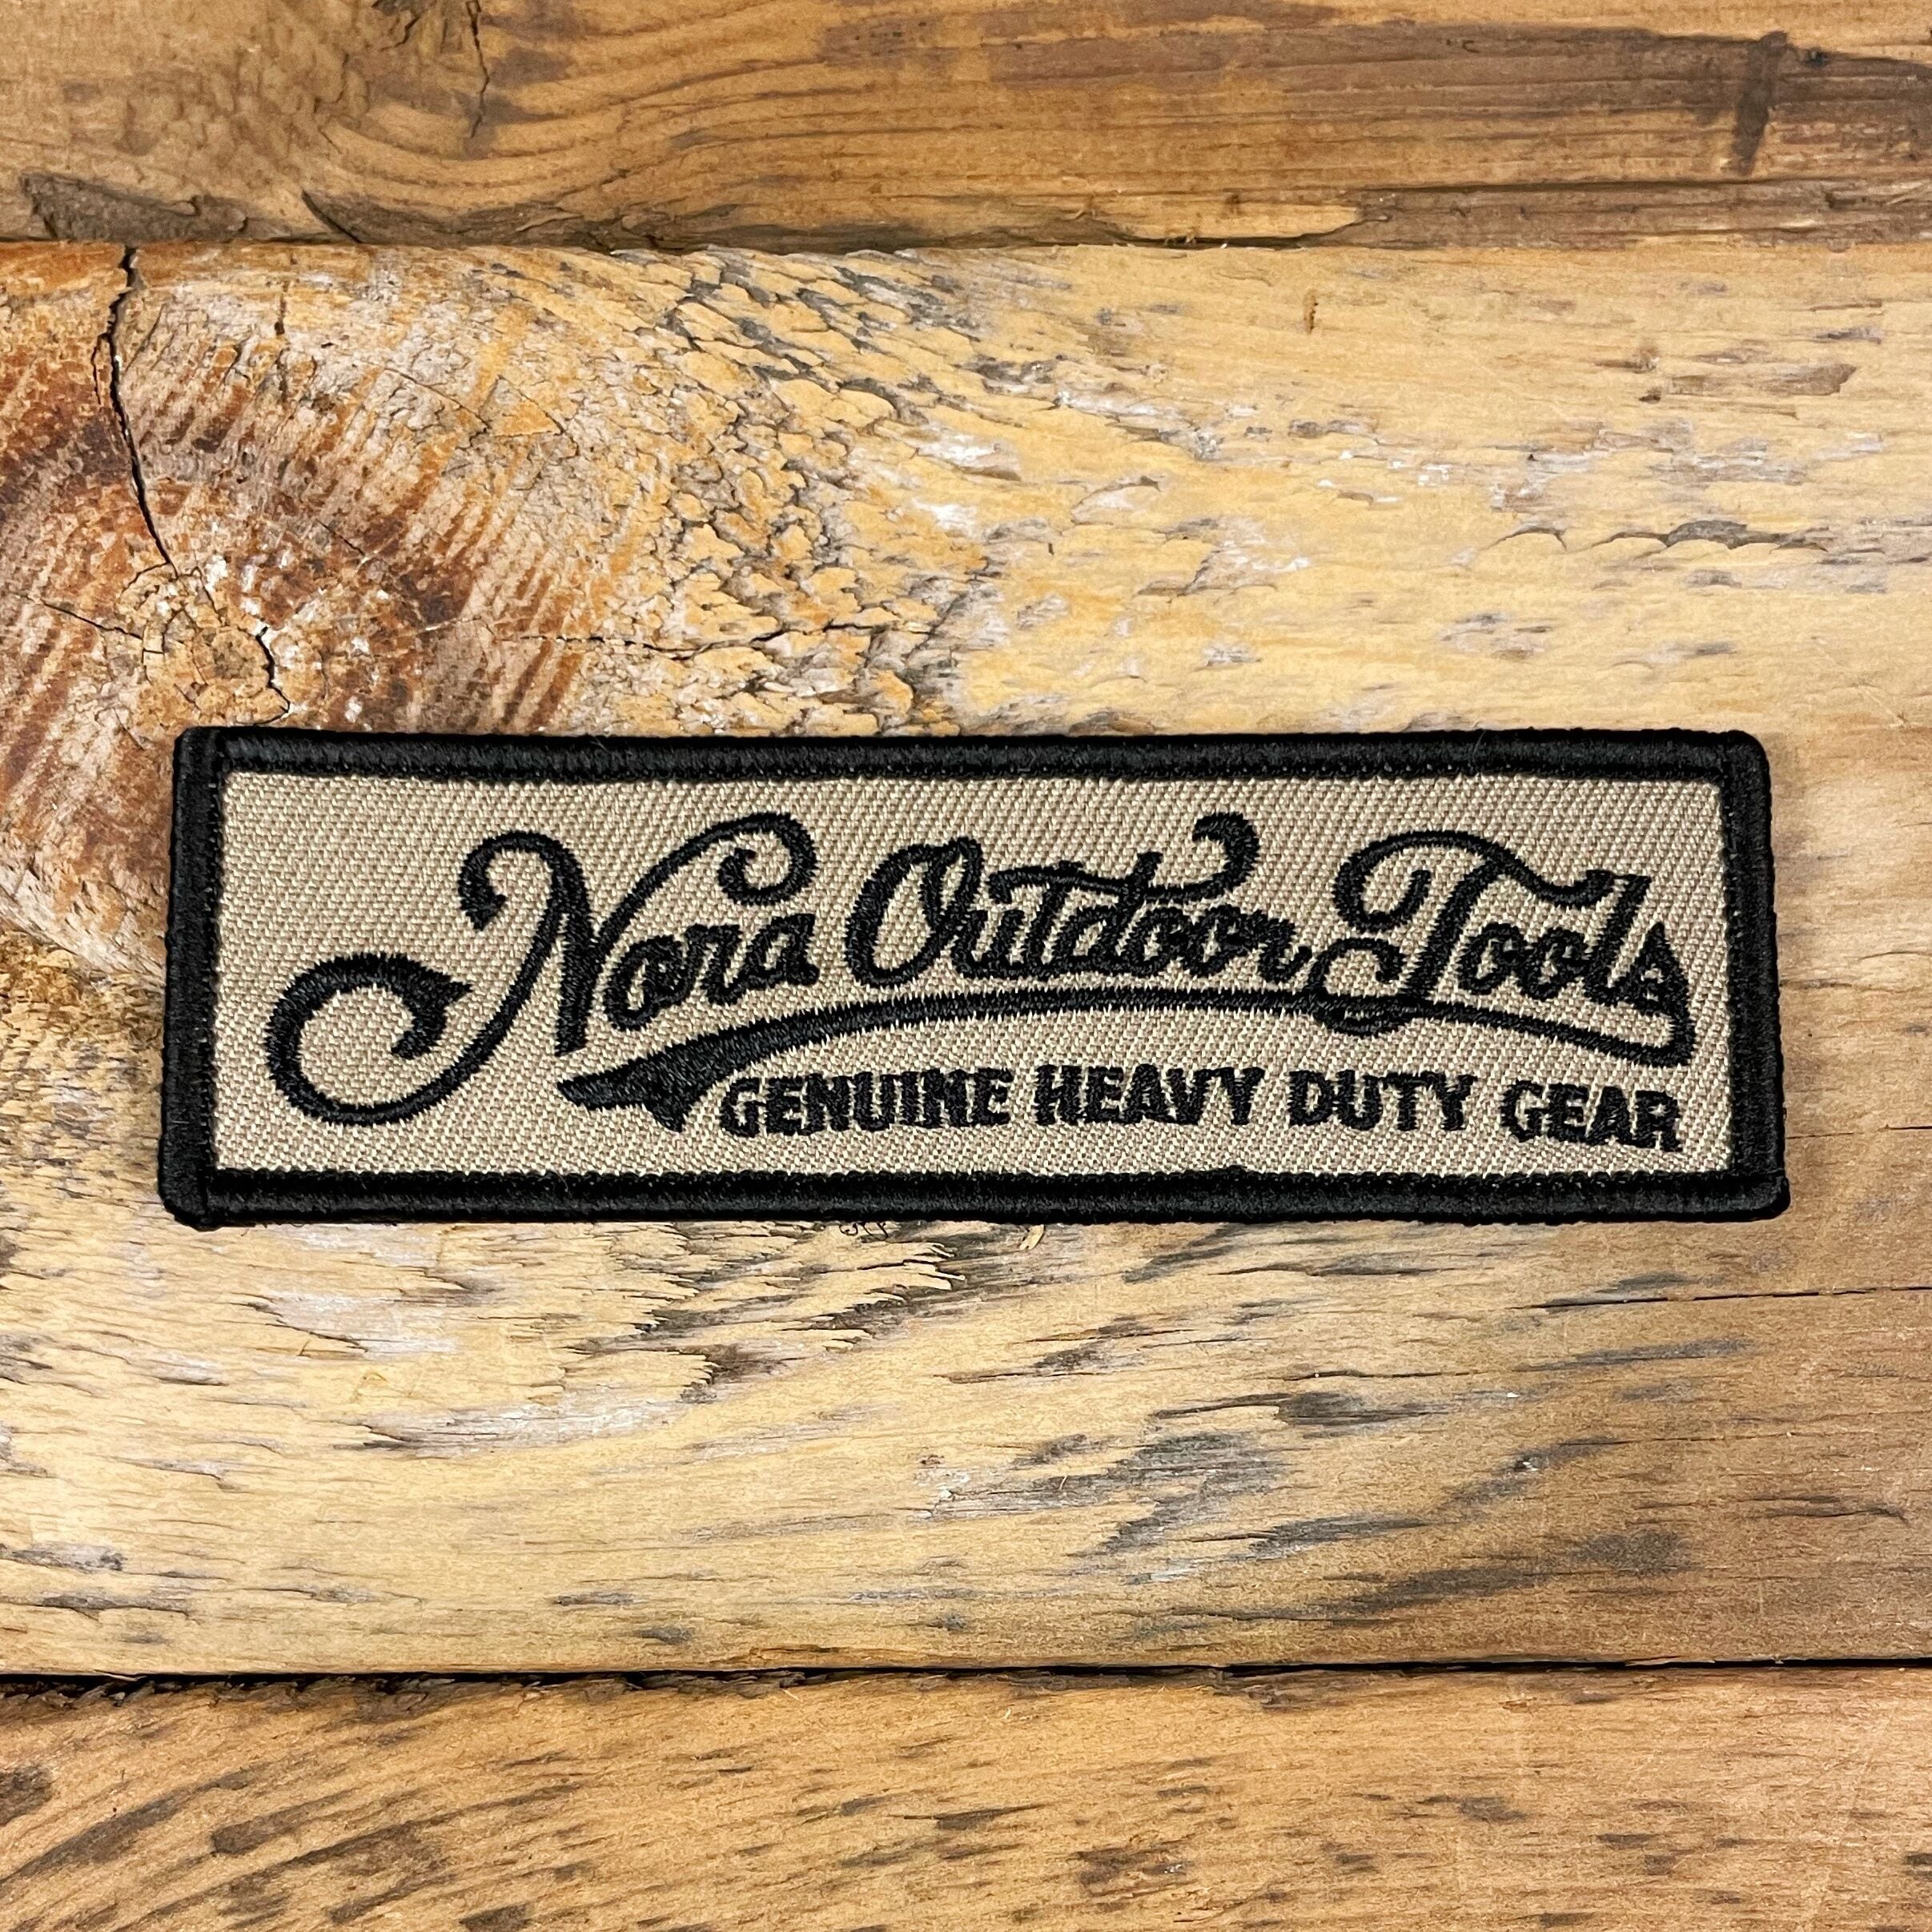 Nora Outdoor Tools
GENUINE HEAVY DUTY GEAR